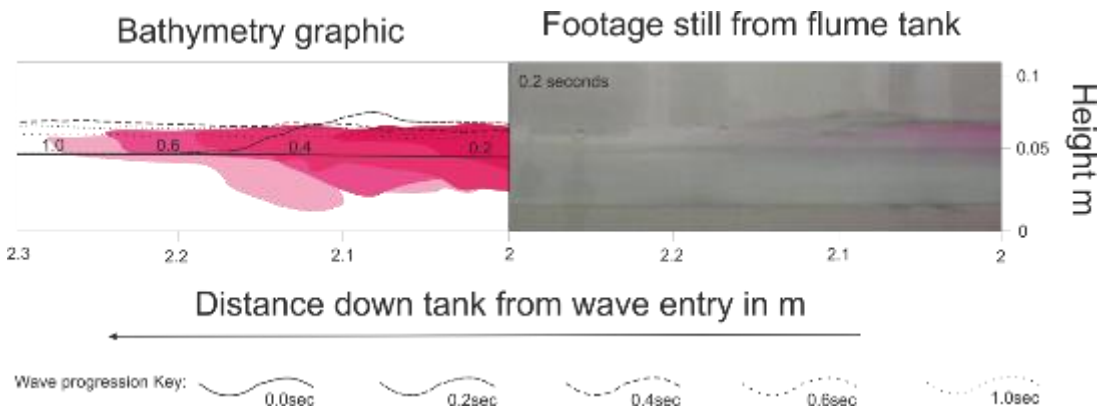 Bathymetry graphic
Footage still from flume tank
0.2 seconds
0.1
0.05
0
Height m
1.0 0.6 0.4 0.2
2.3 2.2 2.1 2 2.2 2.1 2
Distance down tank from wave entry in m
Wave progression Key: 0.0sec 0.2sec 0.4sec 0.6sec 1.0sec